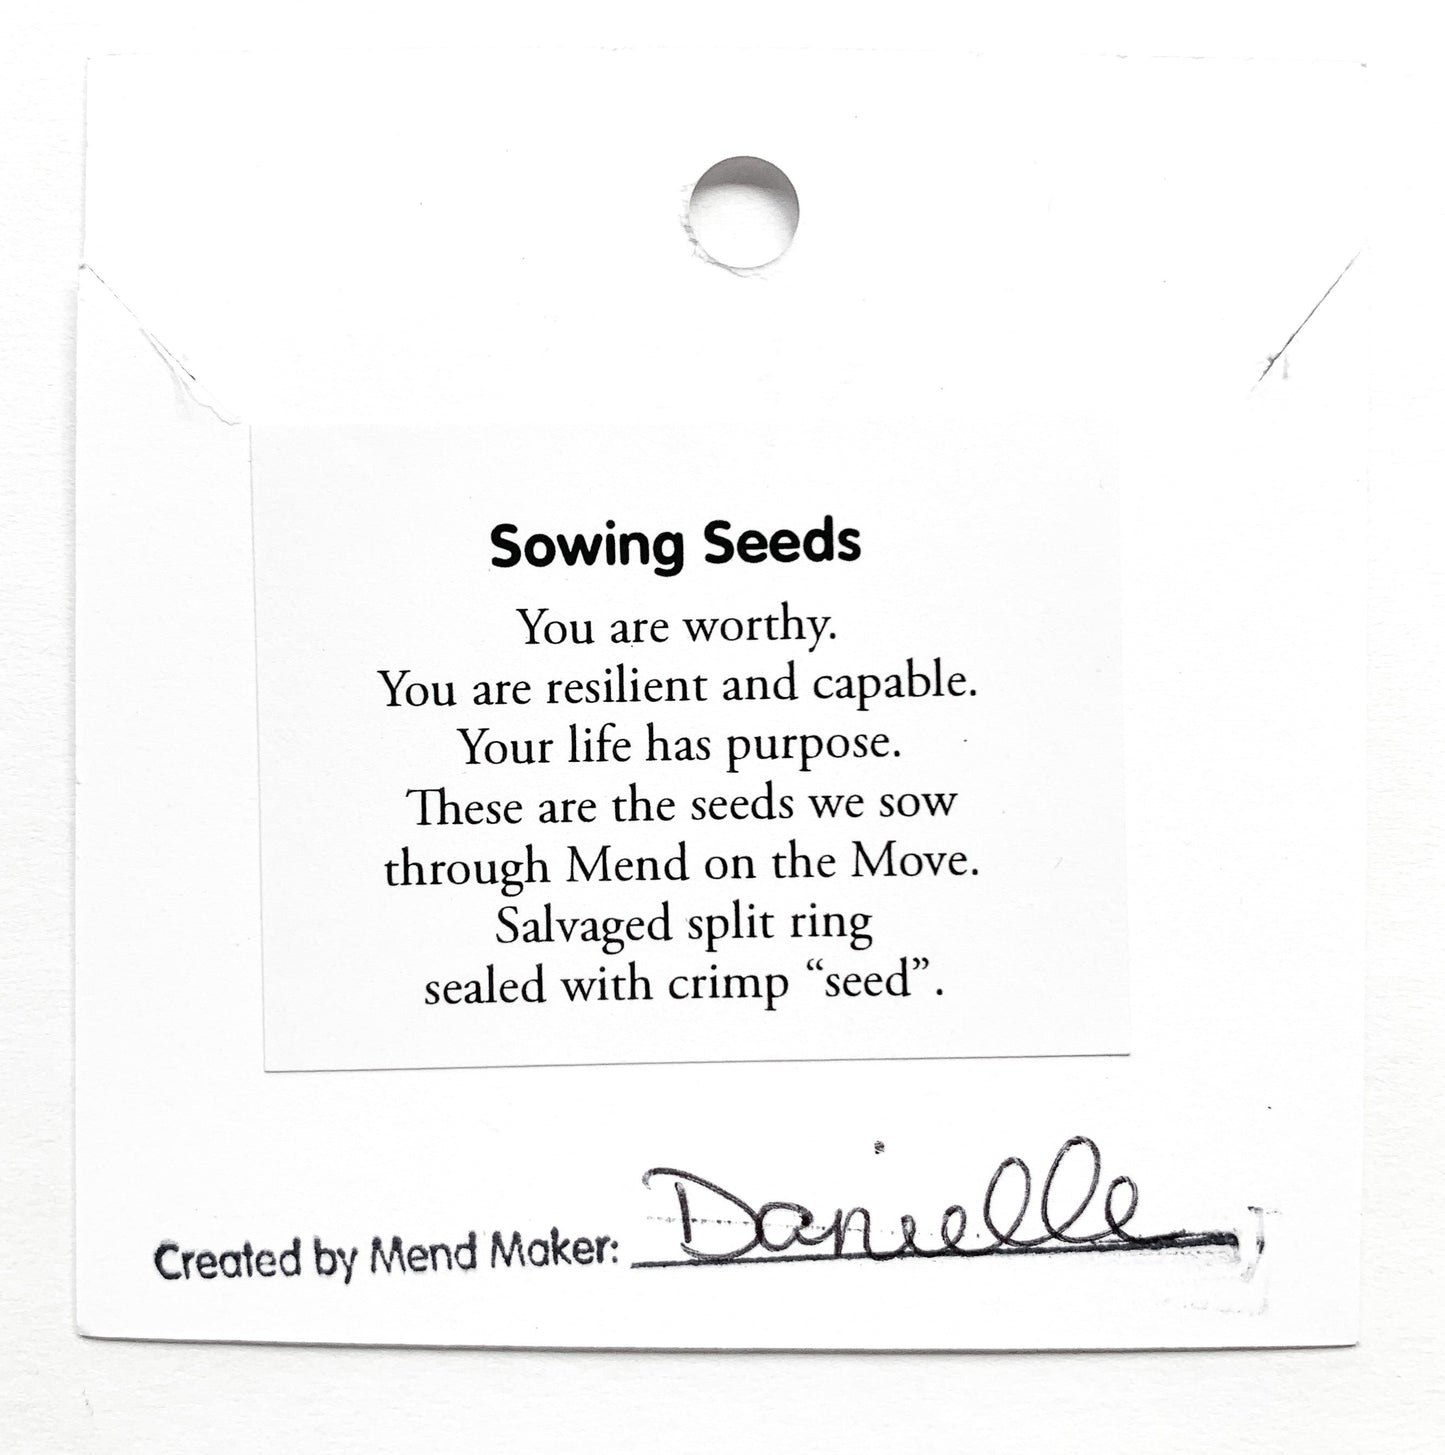 Sowing Seeds
You are worthy.
You are resilient and capable.
Your life has purpose.
These are the seeds we sow
through Mend on the Move.
Salvaged split ring
sealed with crimp “seed”.
Created by Mend Maker: Danielle